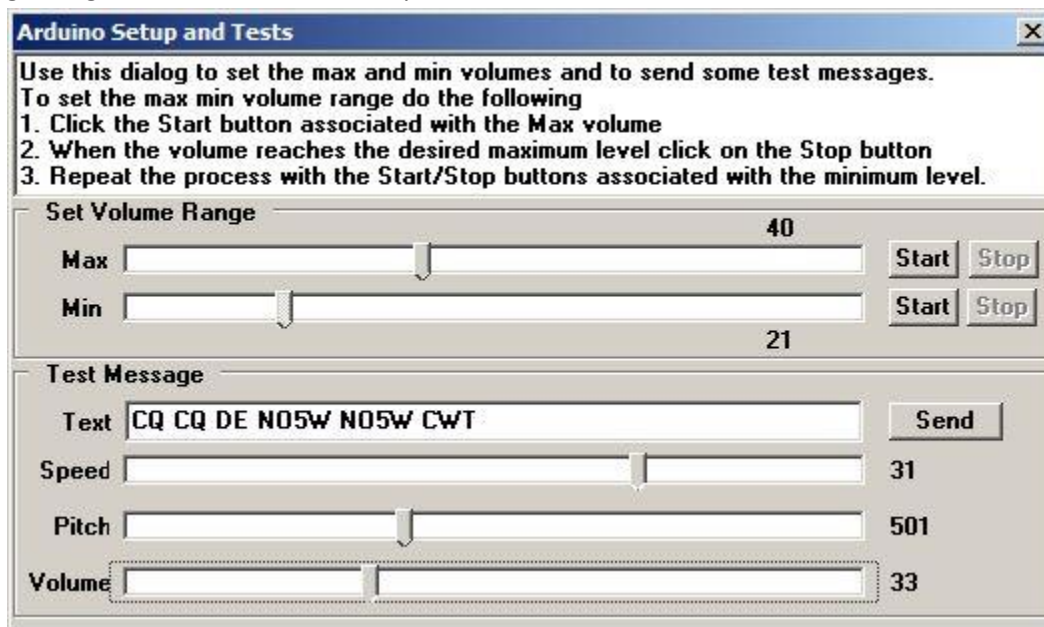 Arduino Setup and Tests
Use this dialog to set the max and min volumes and to send some test messages.
To set the max min volume range do the following
1. Click the Start button associated with the Max volume
2. When the volume reaches the desired maximum level click on the Stop button
3. Repeat the process with the Start/Stop buttons associated with the minimum level.
Set Volume Range
40
Max Start Stop
Min Start Stop
21
Test Message
Text CQ CQ DE NO5W NO5W CWT Send
Speed 31
Pitch 501
Volume 33